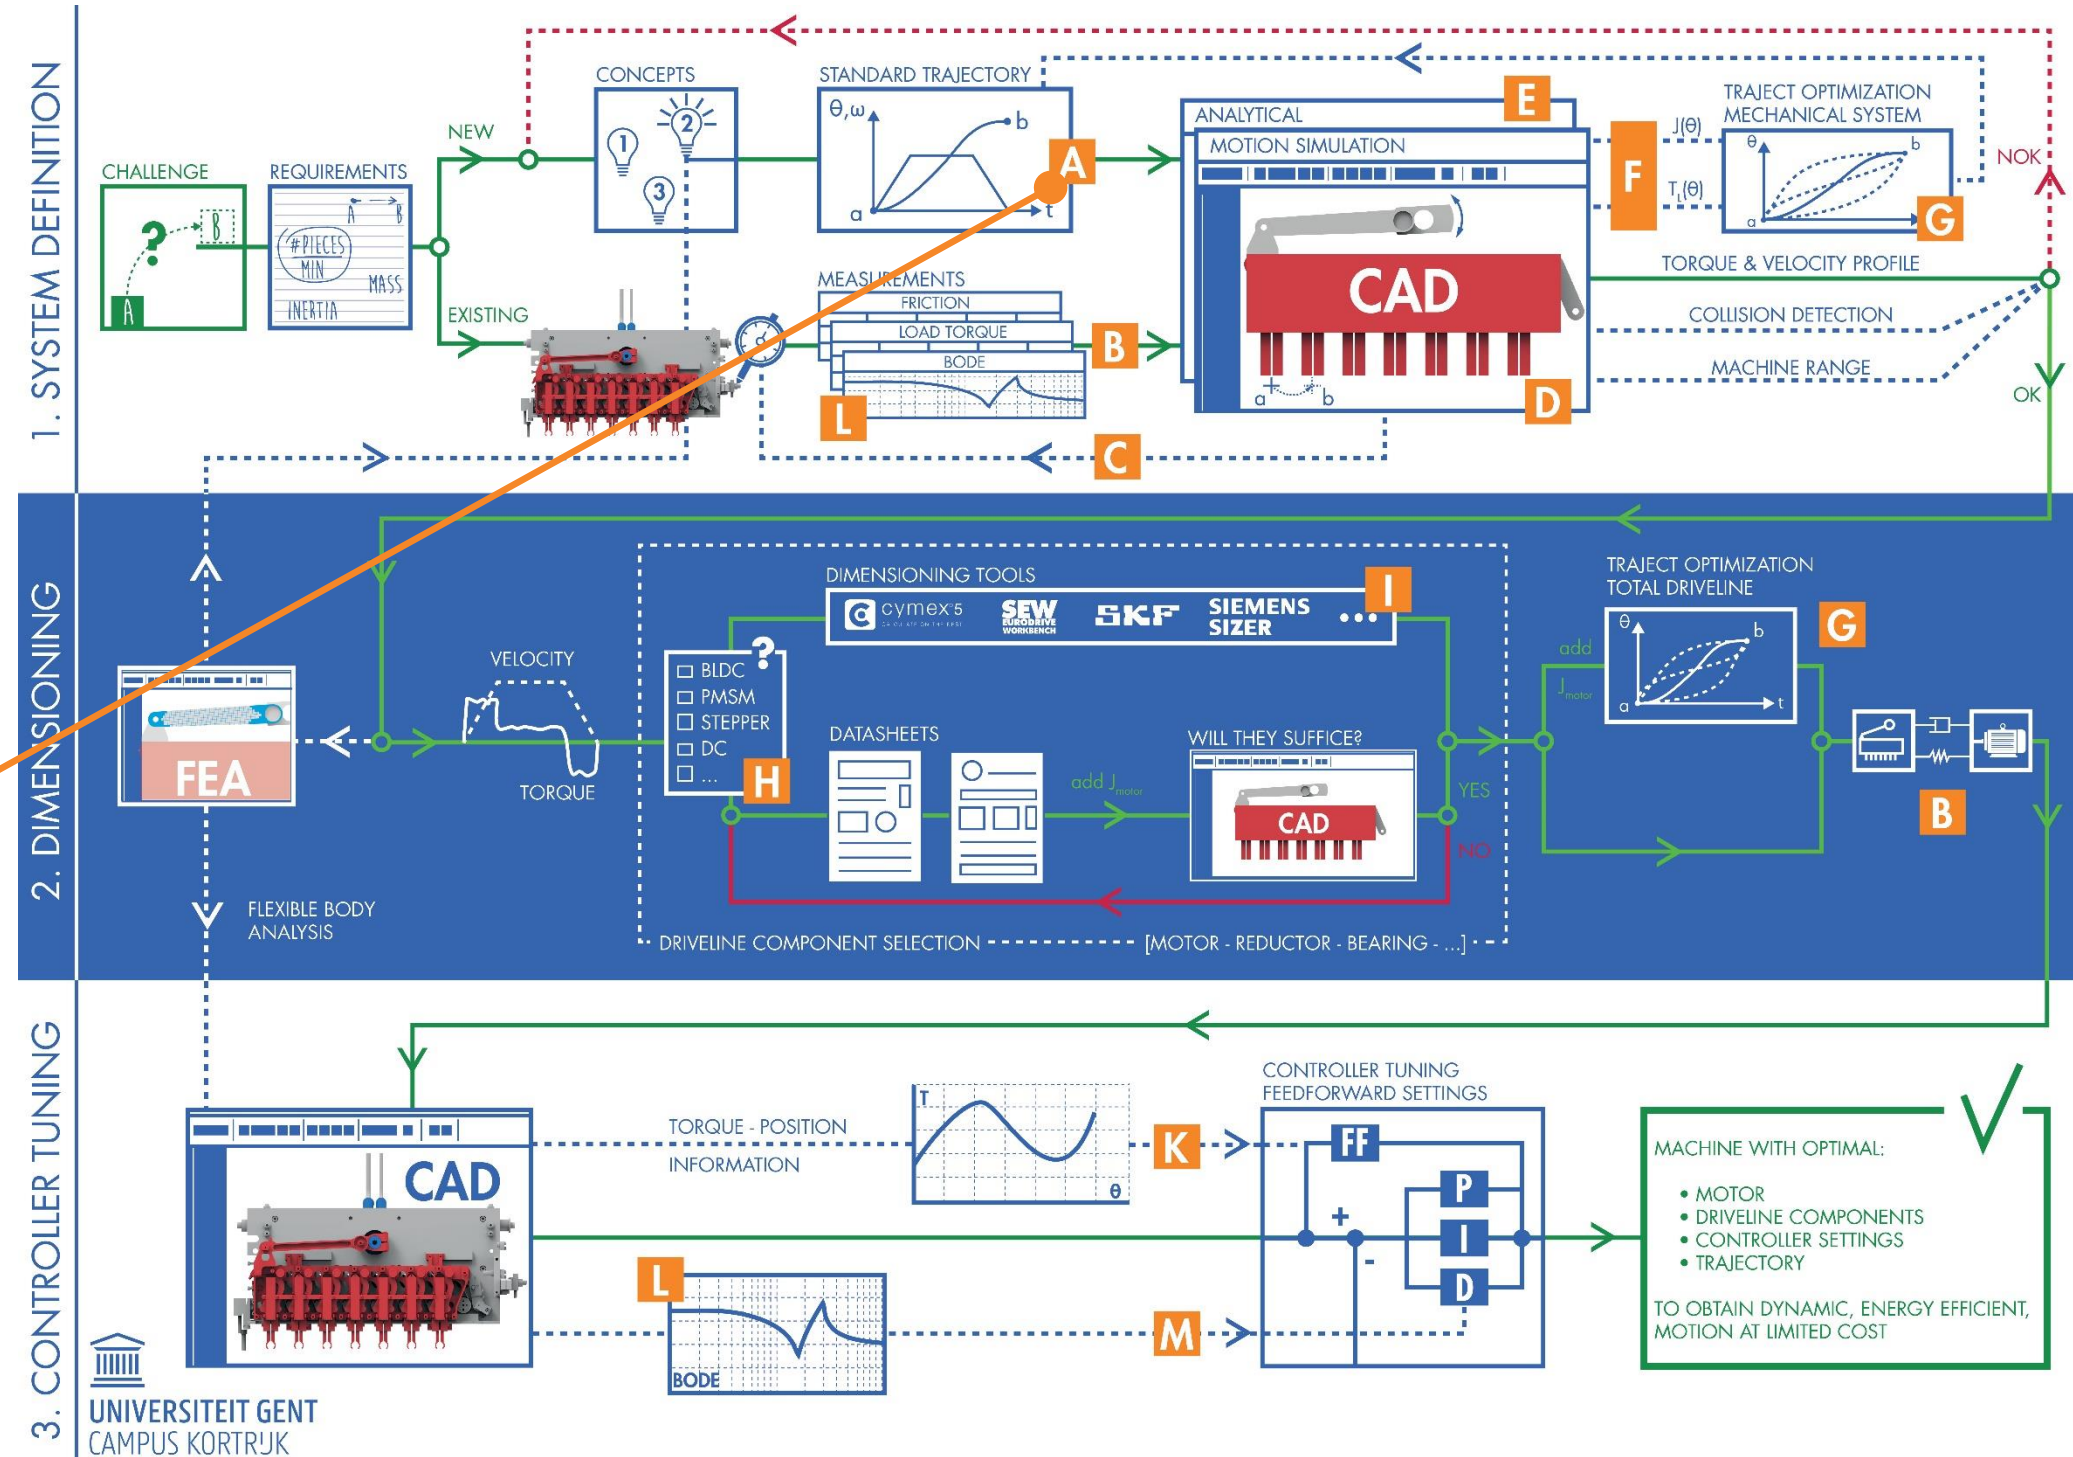 1. SYSTEM DEFINITION
CHALLENGE
?
A
B
REQUIREMENTS
A B
#PIECES
MIN
MASS
INERTIA
NEW
EXISTING
CONCEPTS
1
2
3
STANDARD TRAJECTORY
θ,ω
b
a
t
A
MEASUREMENTS
FRICTION
LOAD TORQUE
BODE
L
B
C
ANALYTICAL
E
MOTION SIMULATION
CAD
a b
D
F
J(θ)
T_L(θ)
TRAJECT OPTIMIZATION
MECHANICAL SYSTEM
θ
b
a
G
NOK
TORQUE & VELOCITY PROFILE
COLLISION DETECTION
MACHINE RANGE
OK
2. DIMENSIONING
FEA
FLEXIBLE BODY
ANALYSIS
VELOCITY
TORQUE
?
BLDC
PMSM
STEPPER
DC
...
H
DIMENSIONING TOOLS
I
cymex 5
SEW
EURODRIVE
WORKBENCH
SKF
SIEMENS
SIZER
...
DATASHEETS
add J motor
WILL THEY SUFFICE?
CAD
YES
NO
DRIVELINE COMPONENT SELECTION
[MOTOR - REDUCTOR - BEARING - ...]
add
J motor
TRAJECT OPTIMIZATION
TOTAL DRIVELINE
θ
b
a
t
G
B
3. CONTROLLER TUNING
CAD
TORQUE - POSITION
INFORMATION
T
θ
K
L
BODE
M
CONTROLLER TUNING
FEEDFORWARD SETTINGS
FF
P
+
I
-
D
MACHINE WITH OPTIMAL:
• MOTOR
• DRIVELINE COMPONENTS
• CONTROLLER SETTINGS
• TRAJECTORY
TO OBTAIN DYNAMIC, ENERGY EFFICIENT,
MOTION AT LIMITED COST
UNIVERSITEIT GENT
CAMPUS KORTRIJK